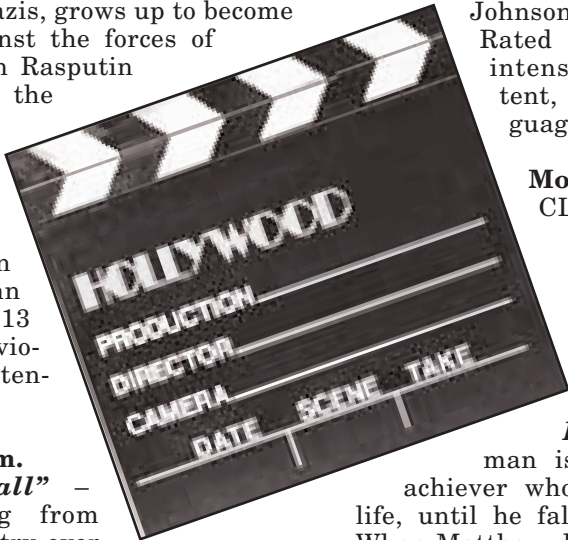 azis, grows up to become
nst the forces of
Rasputin
the
13
vio-
ten-
m.
all” –
g from
HOLLYWOOD
PRODUCTION
DIRECTOR
CAMERA
DATE SCENE TAKE
Johnson
Rated
intens
tent,
guag
Mo
CL
man is
achiever who
life, until he fal